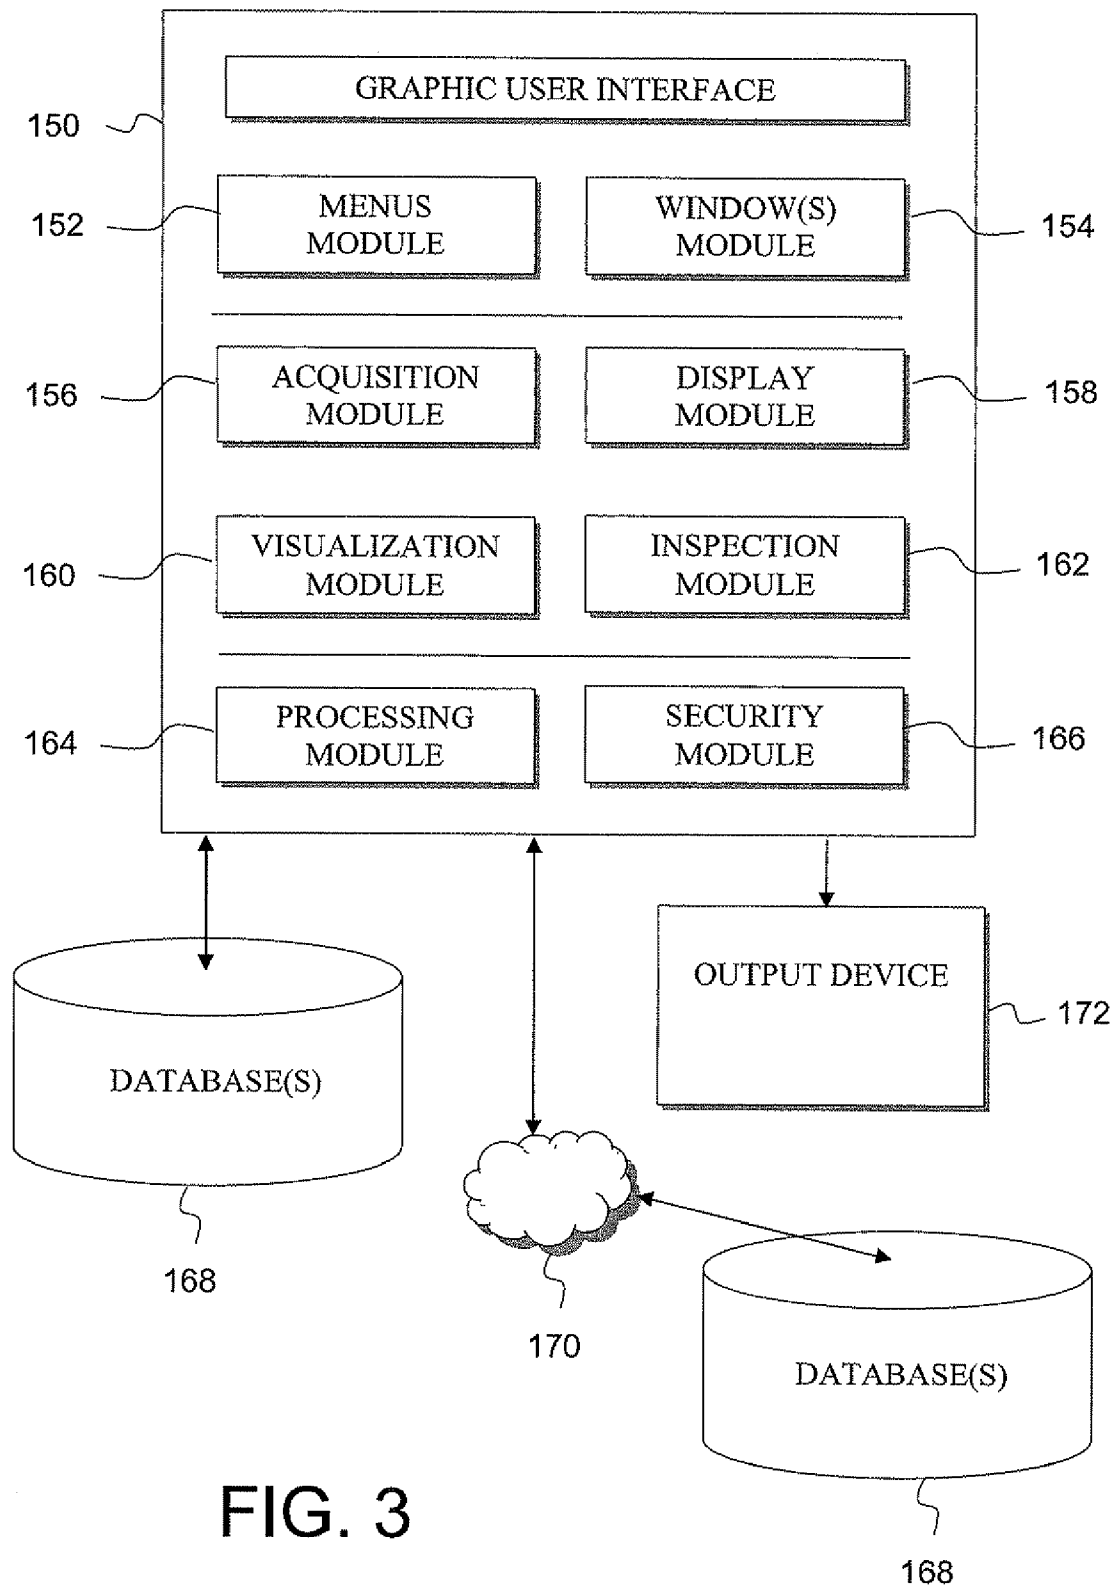 GRAPHIC USER INTERFACE
150
MENUS
MODULE
152
WINDOW(S)
MODULE
154
ACQUISITION
MODULE
156
DISPLAY
MODULE
158
VISUALIZATION
MODULE
160
INSPECTION
MODULE
162
PROCESSING
MODULE
164
SECURITY
MODULE
166
OUTPUT DEVICE
172
DATABASE(S)
168
170
DATABASE(S)
168
FIG. 3